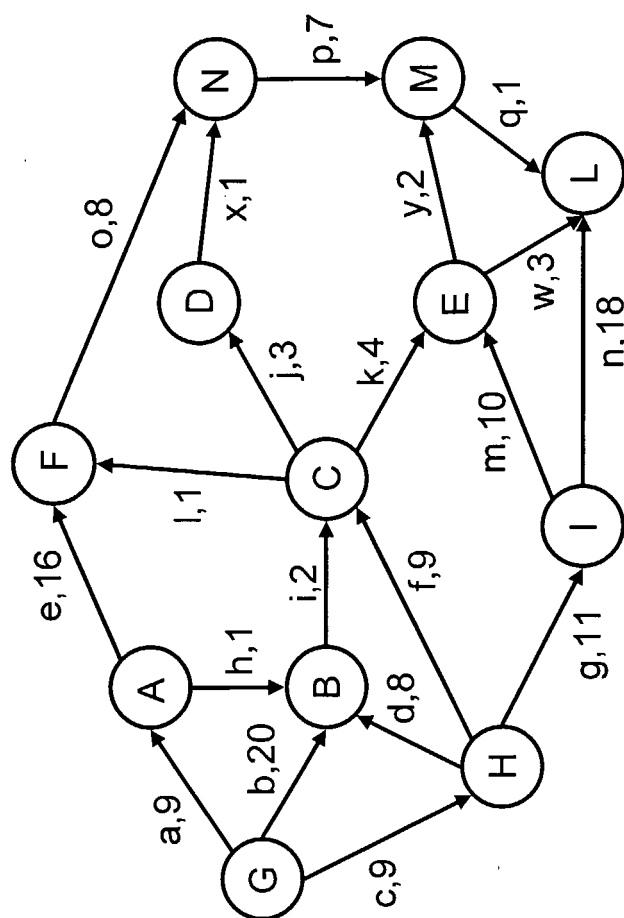 a,9
b,20
c,9
e,16
h,1
d,8
i,2
f,9
g,11
l,1
j,3
k,4
m,10
o,8
x,1
y,2
w,3
n,18
p,7
q,1
G
A
B
H
F
C
I
D
E
N
M
L